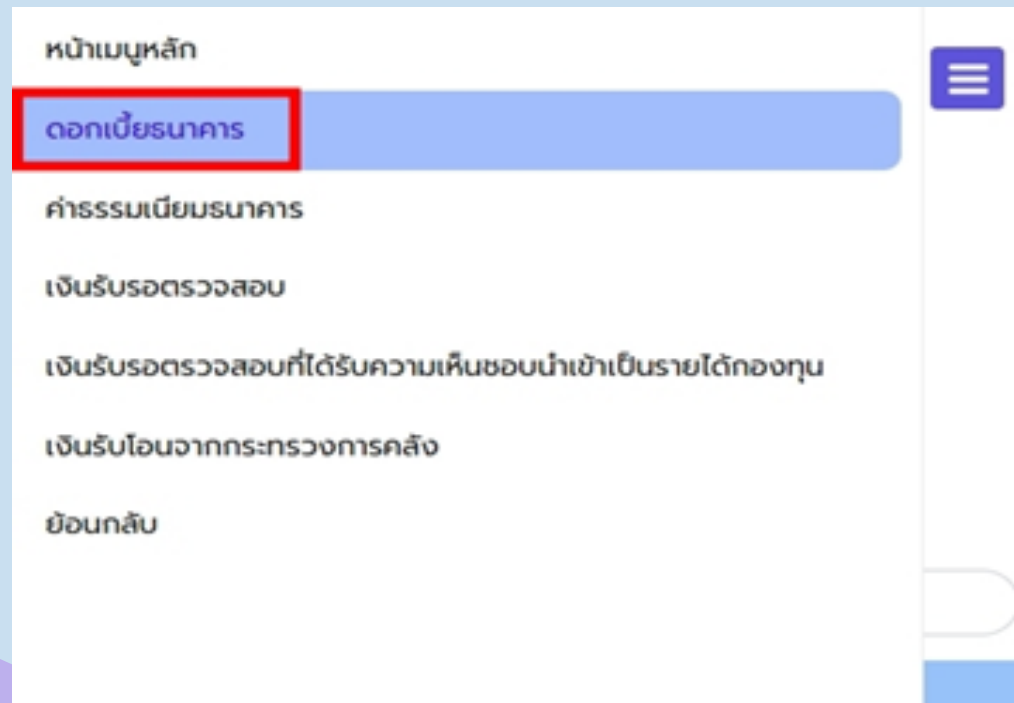 หน้าเมนูหลัก
ดอกเบี้ยธนาคาร
ค่าธรรมเนียมธนาคาร
เงินรับรอตรวจสอบ
เงินรับรอตรวจสอบที่ได้รับความเห็นชอบนำเข้าเป็นรายได้กองทุน
เงินรับโอนจากกระทรวงการคลัง
ย้อนกลับ